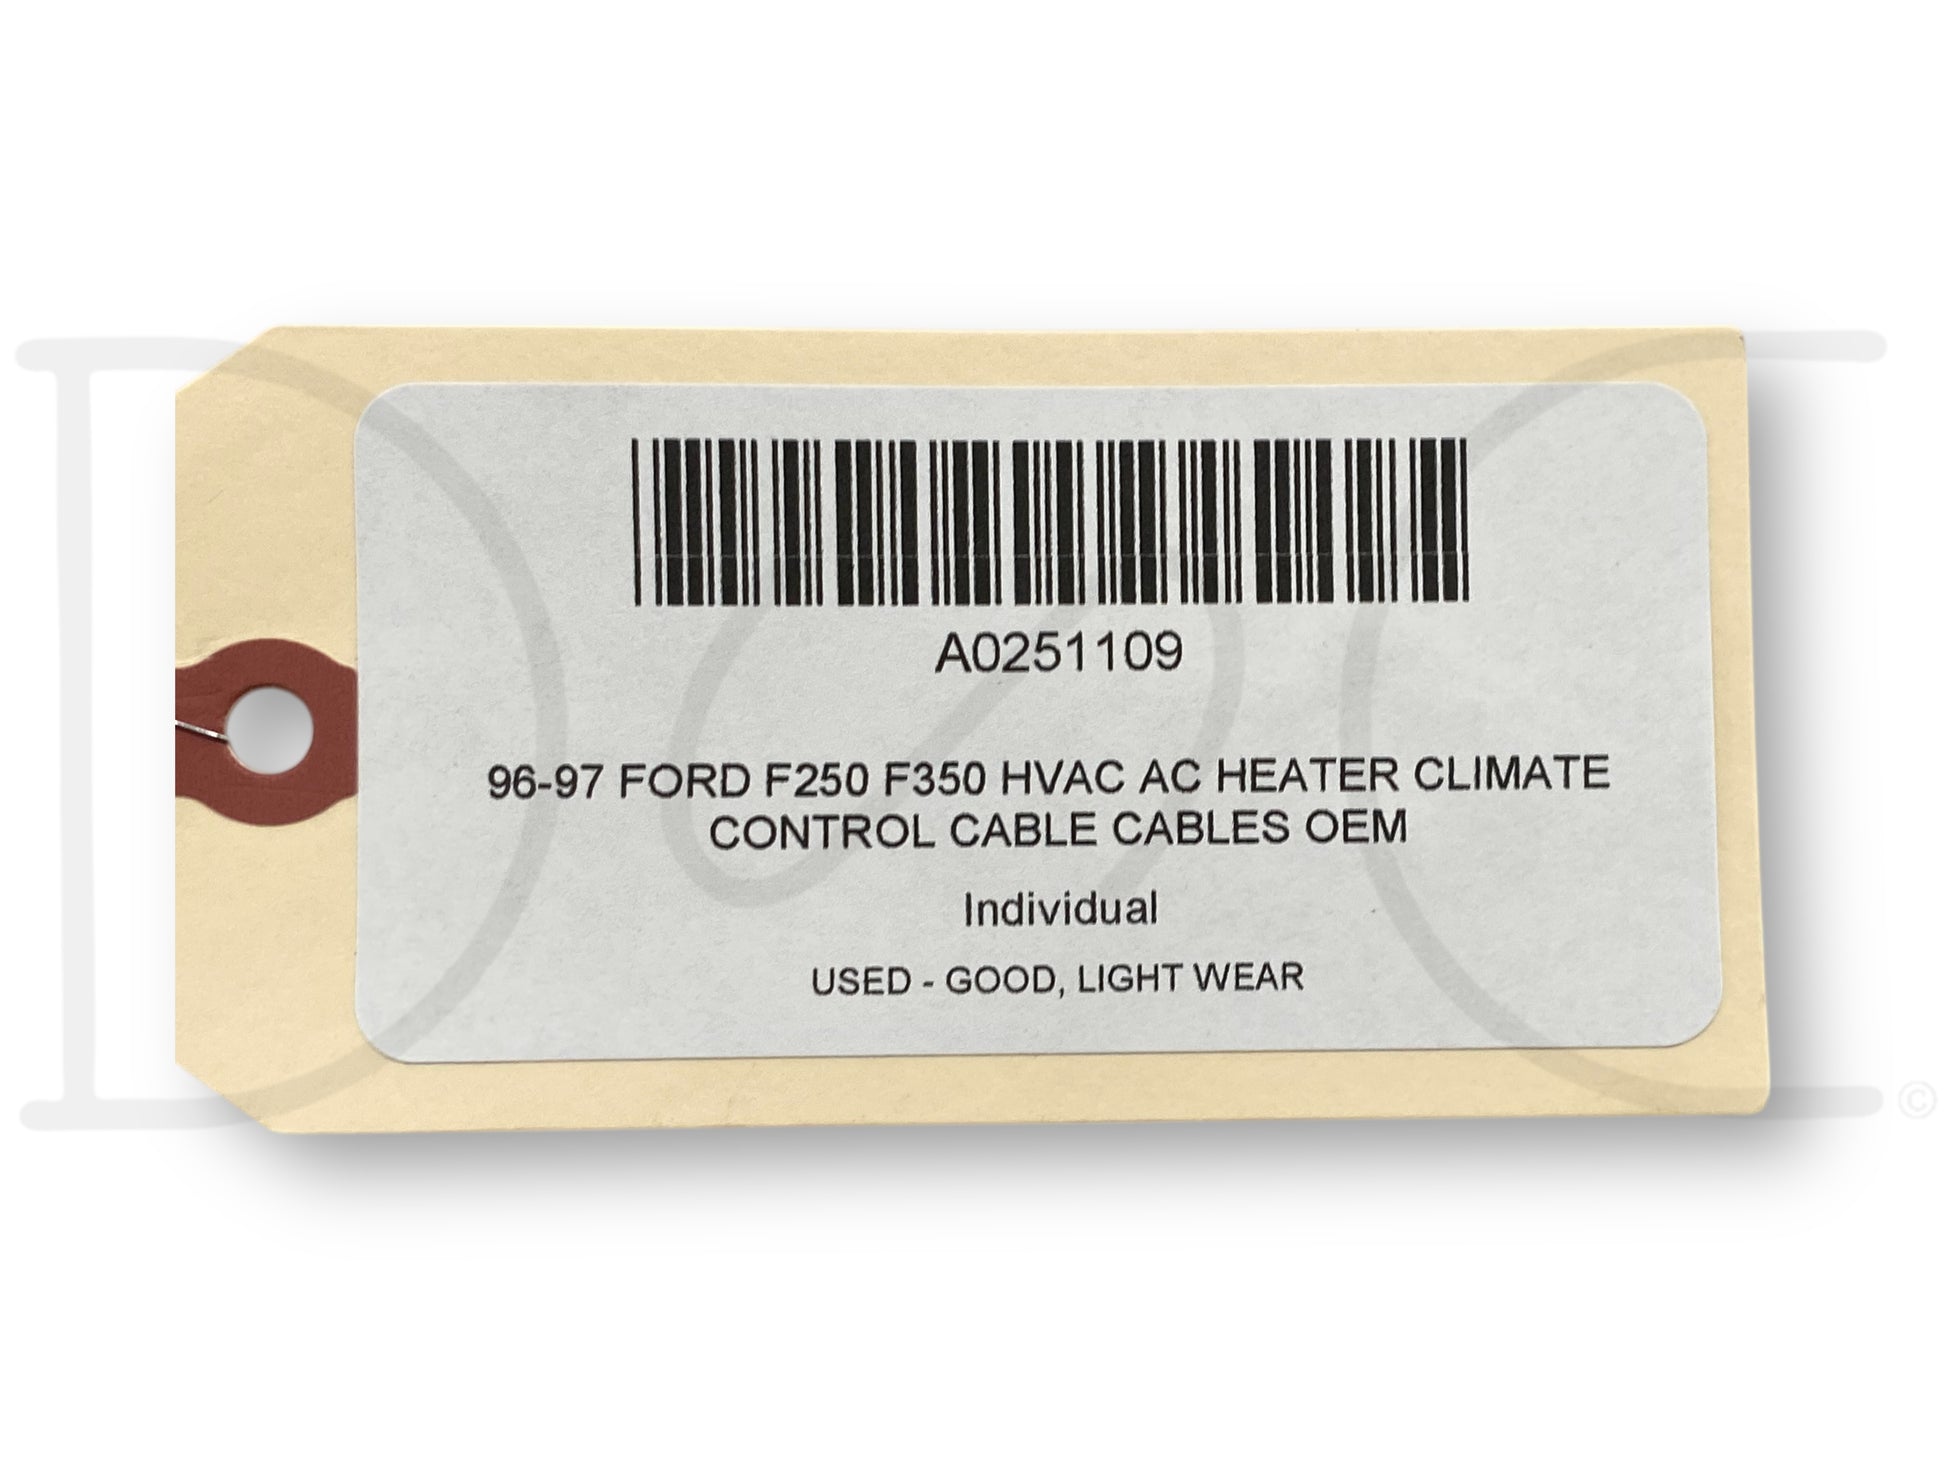 A0251109
96-97 FORD F250 F350 HVAC AC HEATER CLIMATE
CONTROL CABLE CABLES OEM
Individual
USED - GOOD, LIGHT WEAR
©